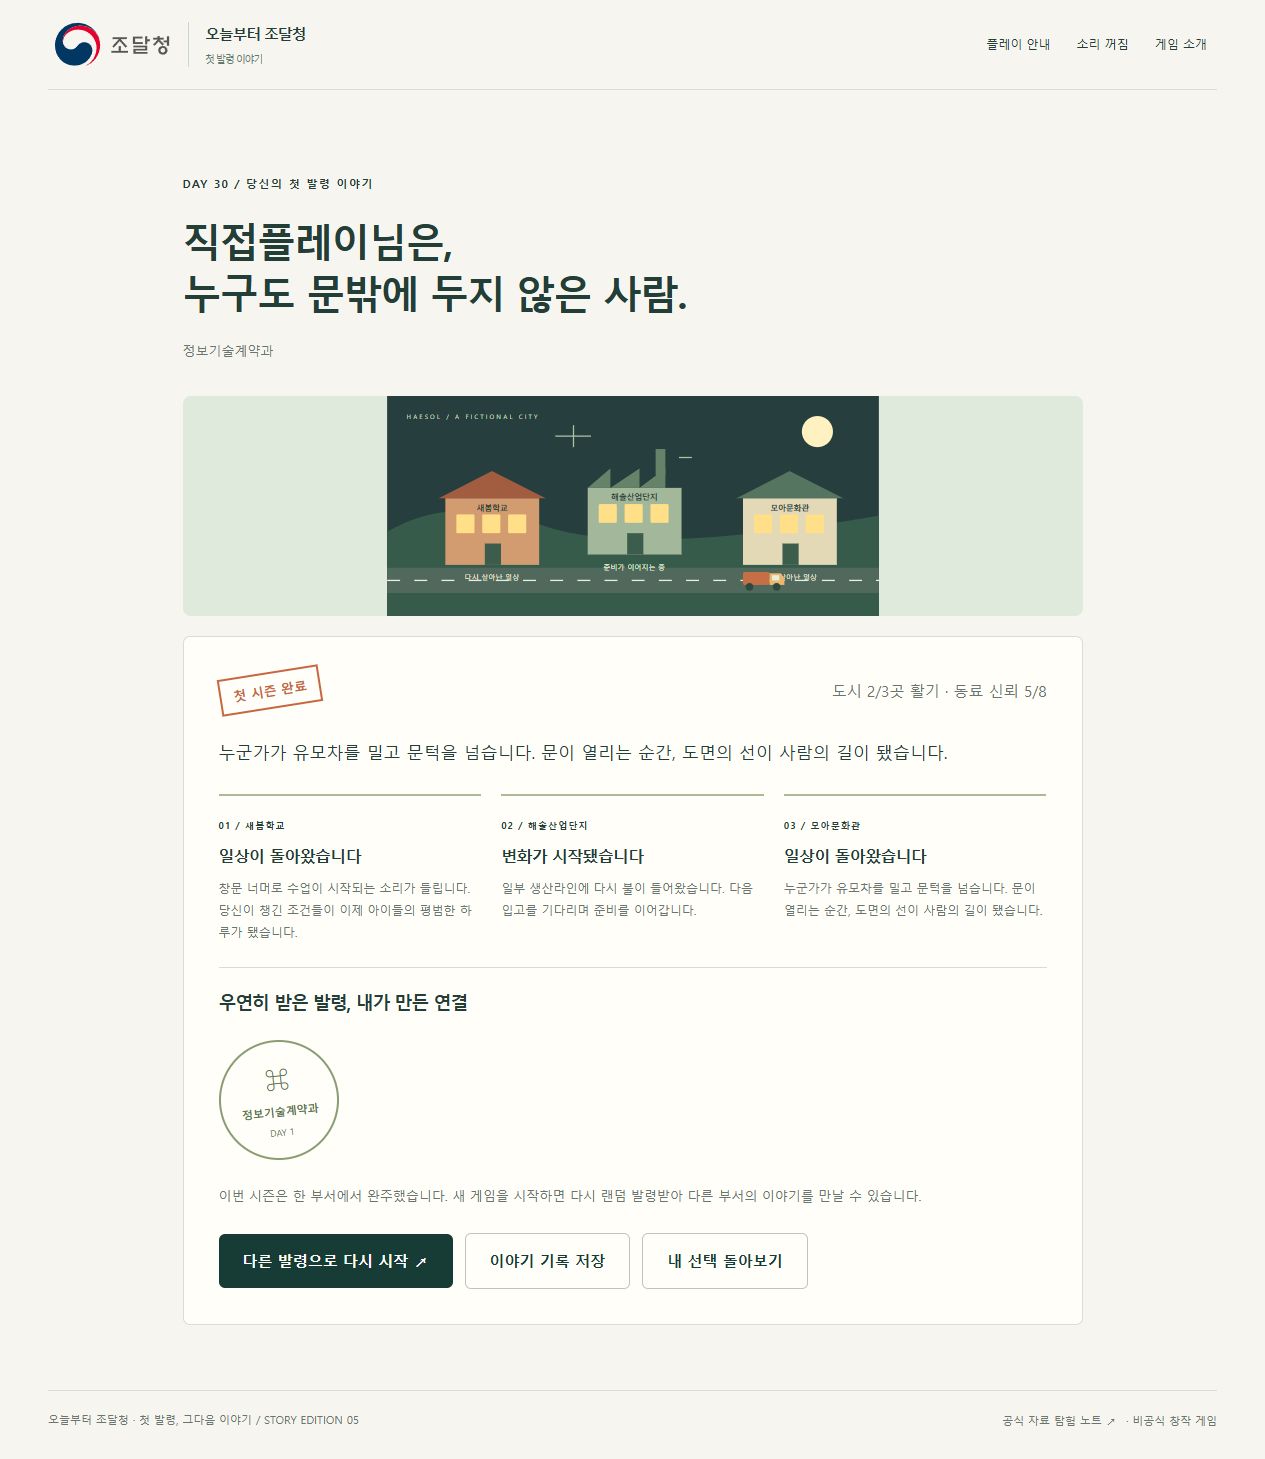 조달청
오늘부터 조달청
첫 발령 이야기
플레이 안내
소리 꺼짐
게임 소개
DAY 30 / 당신의 첫 발령 이야기
직접플레이님은,
누구도 문밖에 두지 않은 사람.
정보기술계약과
HAESOL / A FICTIONAL CITY
새봄학교
해솔산업단지
모아문화관
준비가 이어지는 중
다시 살아난 일상
살아난 일상
첫 시즌 완료
도시 2/3곳 활기 · 동료 신뢰 5/8
누군가가 유모차를 밀고 문턱을 넘습니다. 문이 열리는 순간, 도면의 선이 사람의 길이 됐습니다.
01 / 새봄학교
일상이 돌아왔습니다
창문 너머로 수업이 시작되는 소리가 들립니다.
당신이 챙긴 조건들이 이제 아이들의 평범한 하
루가 됐습니다.
02 / 해솔산업단지
변화가 시작됐습니다
일부 생산라인에 다시 불이 들어왔습니다. 다음
입고를 기다리며 준비를 이어갑니다.
03 / 모아문화관
일상이 돌아왔습니다
누군가가 유모차를 밀고 문턱을 넘습니다. 문이
열리는 순간, 도면의 선이 사람의 길이 됐습니다.
우연히 받은 발령, 내가 만든 연결
⌘
정보기술계약과
DAY 1
이번 시즌은 한 부서에서 완주했습니다. 새 게임을 시작하면 다시 랜덤 발령받아 다른 부서의 이야기를 만날 수 있습니다.
다른 발령으로 다시 시작 ↗
이야기 기록 저장
내 선택 돌아보기
오늘부터 조달청 · 첫 발령, 그다음 이야기 / STORY EDITION 05
공식 자료 탐험 노트 ↗ · 비공식 창작 게임